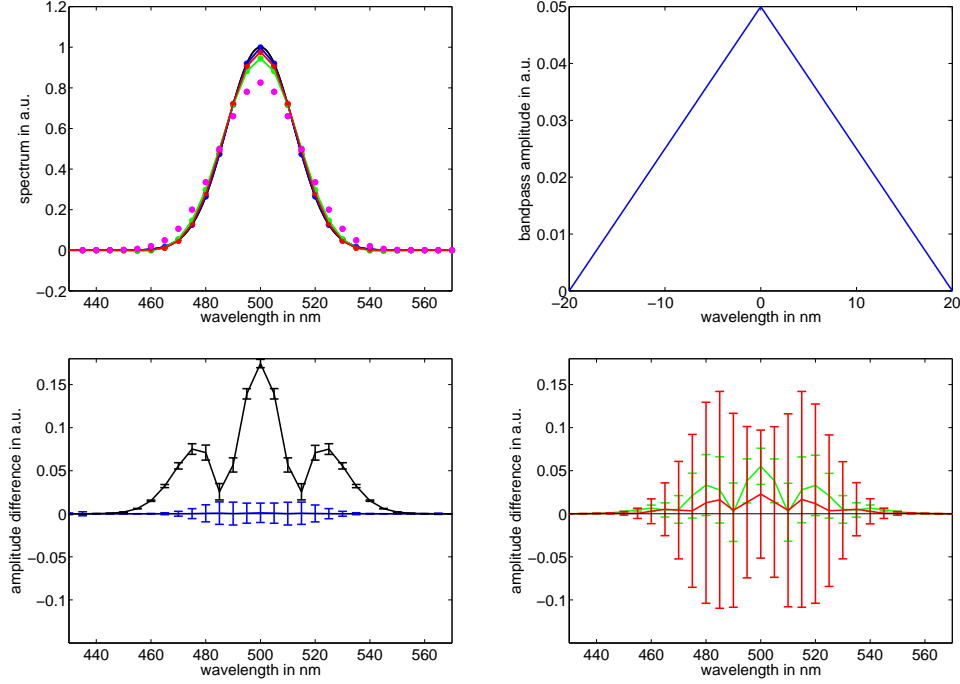 1.2
1
0.8
0.6
0.4
0.2
0
−0.2
spectrum in a.u.
440 460 480 500 520 540 560
wavelength in nm
0.05
0.04
0.03
0.02
0.01
0
bandpass amplitude in a.u.
−20 −10 0 10 20
wavelength in nm
0.15
0.1
0.05
0
−0.05
−0.1
amplitude difference in a.u.
440 460 480 500 520 540 560
wavelength in nm
0.15
0.1
0.05
0
−0.05
−0.1
amplitude difference in a.u.
440 460 480 500 520 540 560
wavelength in nm